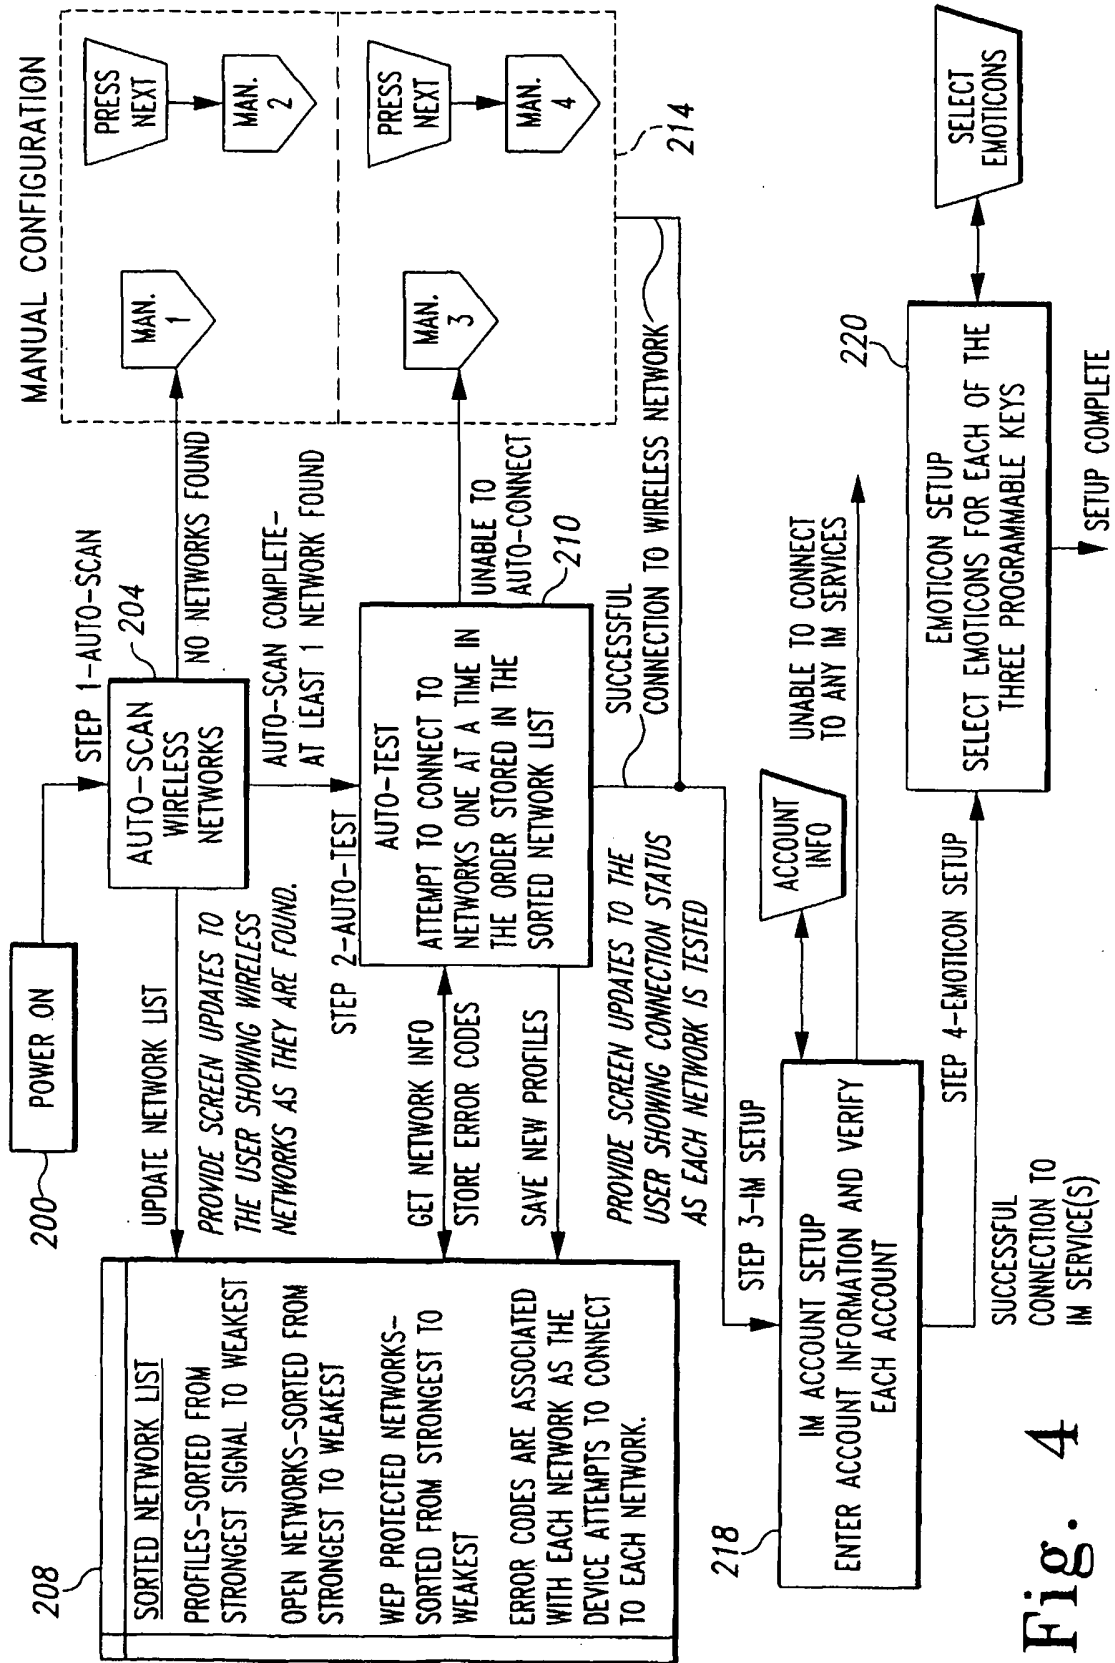 MANUAL CONFIGURATION
200
POWER ON
STEP 1-AUTO-SCAN
204
AUTO-SCAN
WIRELESS
NETWORKS
NO NETWORKS FOUND
MAN.
1
PRESS
NEXT
MAN.
2
UPDATE NETWORK LIST
PROVIDE SCREEN UPDATES TO
THE USER SHOWING WIRELESS
NETWORKS AS THEY ARE FOUND.
AUTO-SCAN COMPLETE-
AT LEAST 1 NETWORK FOUND
208
SORTED NETWORK LIST
PROFILES-SORTED FROM
STRONGEST SIGNAL TO WEAKEST
OPEN NETWORKS-SORTED FROM
STRONGEST TO WEAKEST
WEP PROTECTED NETWORKS-
SORTED FROM STRONGEST TO
WEAKEST
ERROR CODES ARE ASSOCIATED
WITH EACH NETWORK AS THE
DEVICE ATTEMPTS TO CONNECT
TO EACH NETWORK.
STEP 2-AUTO-TEST
GET NETWORK INFO
STORE ERROR CODES
SAVE NEW PROFILES
AUTO-TEST
ATTEMPT TO CONNECT TO
NETWORKS ONE AT A TIME IN
THE ORDER STORED IN THE
SORTED NETWORK LIST
210
UNABLE TO
AUTO-CONNECT
MAN.
3
PRESS
NEXT
MAN.
4
214
PROVIDE SCREEN UPDATES TO THE
USER SHOWING CONNECTION STATUS
AS EACH NETWORK IS TESTED
SUCCESSFUL
CONNECTION TO WIRELESS NETWORK
STEP 3-IM SETUP
218
IM ACCOUNT SETUP
ENTER ACCOUNT INFORMATION AND VERIFY
EACH ACCOUNT
ACCOUNT
INFO
UNABLE TO CONNECT
TO ANY IM SERVICES
SUCCESSFUL
CONNECTION TO
IM SERVICE(S)
STEP 4-EMOTICON SETUP
220
EMOTICON SETUP
SELECT EMOTICONS FOR EACH OF THE
THREE PROGRAMMABLE KEYS
SELECT
EMOTICONS
SETUP COMPLETE
Fig. 4